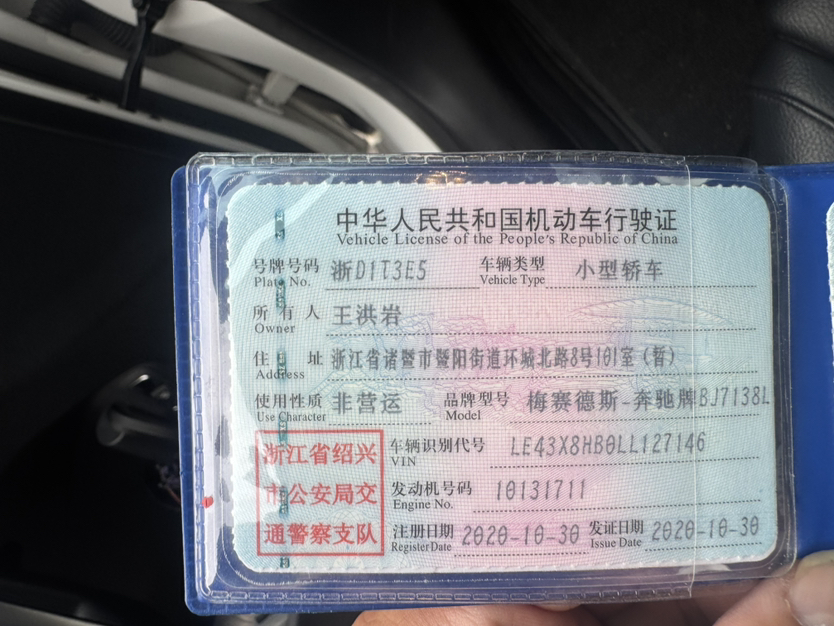 中华人民共和国机动车行驶证
Vehicle License of the People's Republic of China
号牌号码 浙D1T3E5 车辆类型 小型轿车
Plate No. Vehicle Type
所有人 王洪岩
Owner
住址 浙江省诸暨市暨阳街道环城北路8号101室(暂)
Address
使用性质 非营运 品牌型号 梅赛德斯-奔驰牌BJ7138L
Use Character Model
浙江省绍兴
市公安局交
通警察支队
车辆识别代号 LE43X8HB0LL127146
VIN
发动机号码 10131711
Engine No.
注册日期 2020-10-30 发证日期 2020-10-30
Register Date Issue Date